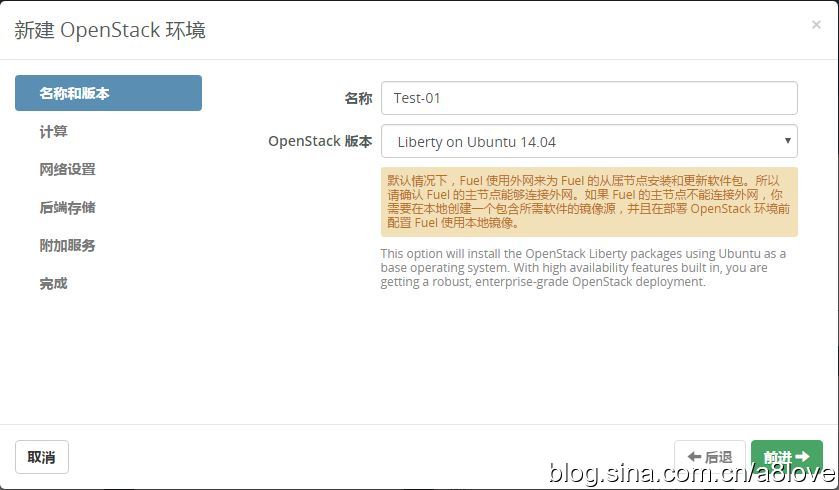 新建 OpenStack 环境
×
名称和版本
计算
网络设置
后端存储
附加服务
完成
名称 Test-01
OpenStack 版本 Liberty on Ubuntu 14.04
默认情况下，Fuel 使用外网来为 Fuel 的从属节点安装和更新软件包。所以
请确认 Fuel 的主节点能够连接外网。如果 Fuel 的主节点不能连接外网，你
需要在本地创建一个包含所需软件的镜像源，并且在部署 OpenStack 环境前
配置 Fuel 使用本地镜像。
This option will install the OpenStack Liberty packages using Ubuntu as a
base operating system. With high availability features built in, you are
getting a robust, enterprise-grade OpenStack deployment.
取消
后退
前进
blog.sina.com.cn/a8love